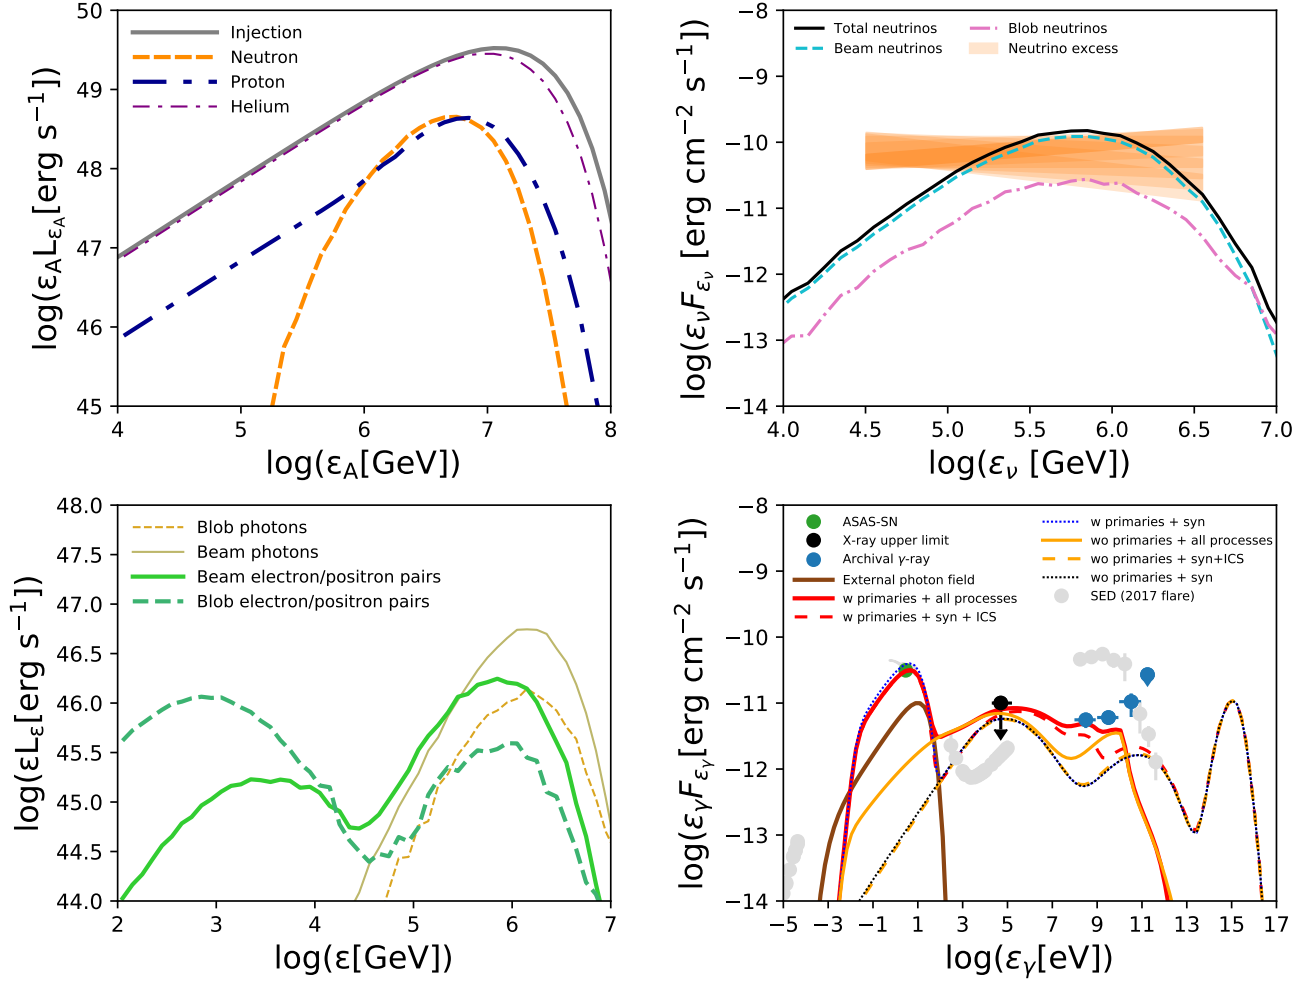 50
49
48
47
46
45
log(ε_A L_{ε_A}[erg s⁻¹])
Injection
Neutron
Proton
Helium
4 5 6 7 8
log(ε_A[GeV])
−8
−9
−10
−11
−12
−13
−14
log(ε_ν F_{ε_ν} [erg cm⁻² s⁻¹])
Total neutrinos
Beam neutrinos
Blob neutrinos
Neutrino excess
4.0 4.5 5.0 5.5 6.0 6.5 7.0
log(ε_ν [GeV])
48.0
47.5
47.0
46.5
46.0
45.5
45.0
44.5
44.0
log(εL_ε[erg s⁻¹])
Blob photons
Beam photons
Beam electron/positron pairs
Blob electron/positron pairs
2 3 4 5 6 7
log(ε[GeV])
−8
−9
−10
−11
−12
−13
−14
log(ε_γ F_{ε_γ}[erg cm⁻² s⁻¹])
ASAS-SN
X-ray upper limit
Archival γ-ray
External photon field
w primaries + all processes
w primaries + syn + ICS
w primaries + syn
wo primaries + all processes
wo primaries + syn+ICS
wo primaries + syn
SED (2017 flare)
−5 −3 −1 1 3 5 7 9 11 13 15 17
log(ε_γ[eV])